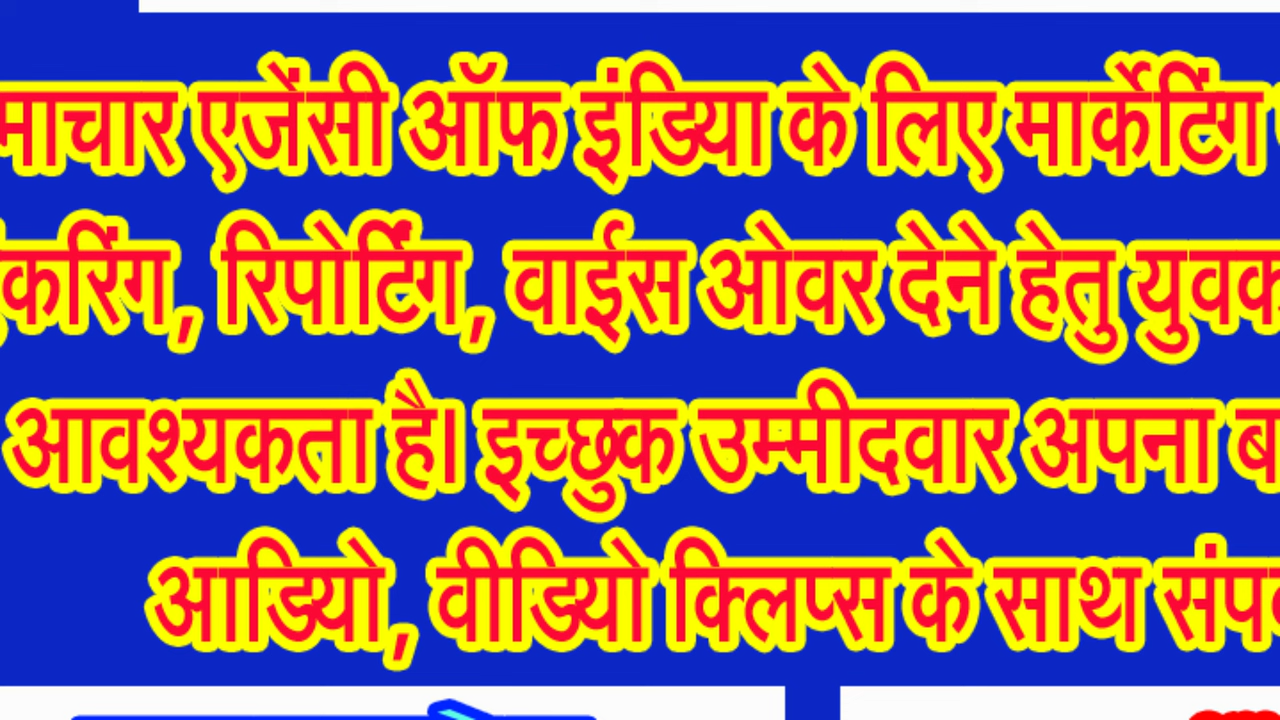 माचार एजेंसी ऑफ इंडिया के लिए मार्केटिंग
करिंग, रिपोर्टिंग, वाईस ओवर देने हेतु युवक
आवश्यकता है। इच्छुक उम्मीदवार अपना
आडियो, वीडियो क्लिप्स के साथ